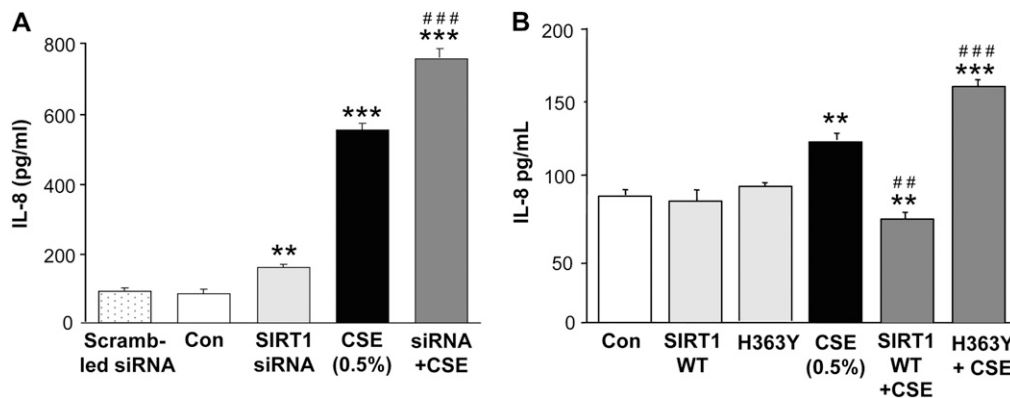 A
IL-8 (pg/ml)
800
600
400
200
0
**
***
###
***
Scramb-
led siRNA
Con
SIRT1
siRNA
CSE
(0.5%)
siRNA
+CSE
B
IL-8 pg/mL
200
150
100
50
0
**
##
**
###
***
Con
SIRT1
WT
H363Y
CSE
(0.5%)
SIRT1
WT
+CSE
H363Y
+ CSE